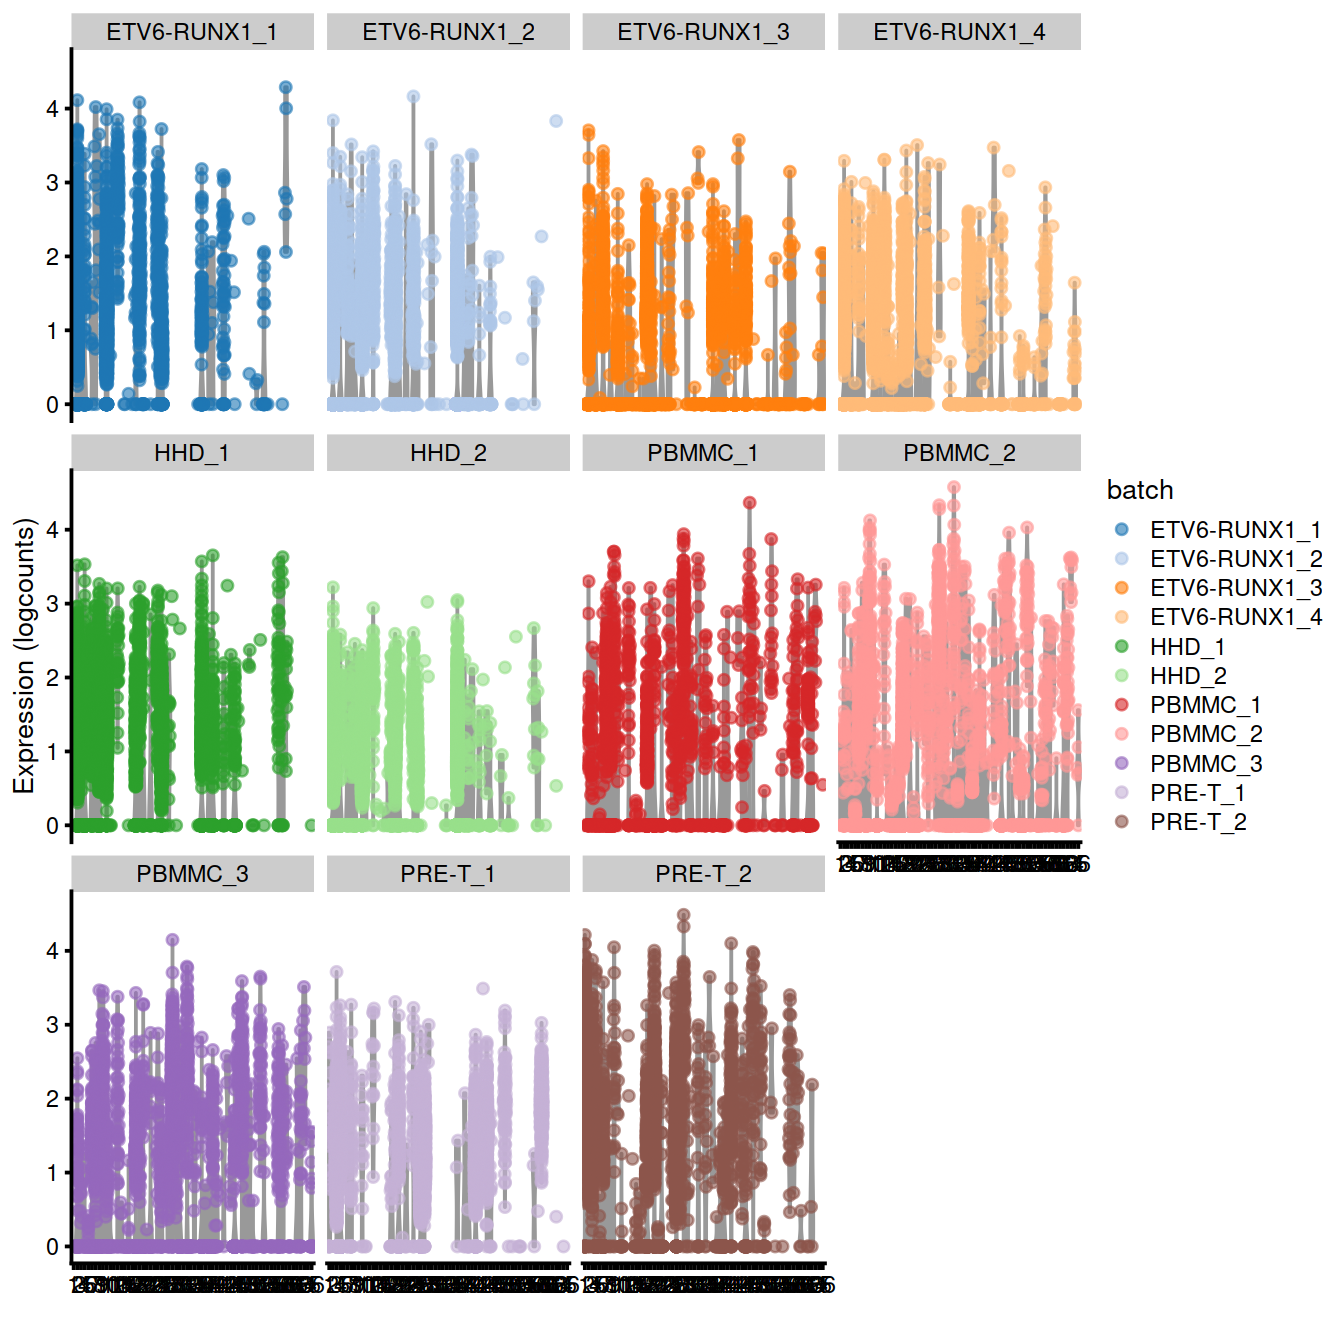 ETV6-RUNX1_1 ETV6-RUNX1_2 ETV6-RUNX1_3 ETV6-RUNX1_4
4
3
2
1
0
HHD_1 HHD_2 PBMMC_1 PBMMC_2
4
3
2
1
0
Expression (logcounts)
batch
ETV6-RUNX1_1
ETV6-RUNX1_2
ETV6-RUNX1_3
ETV6-RUNX1_4
HHD_1
HHD_2
PBMMC_1
PBMMC_2
PBMMC_3
PRE-T_1
PRE-T_2
PBMMC_3 PRE-T_1 PRE-T_2
4
3
2
1
0